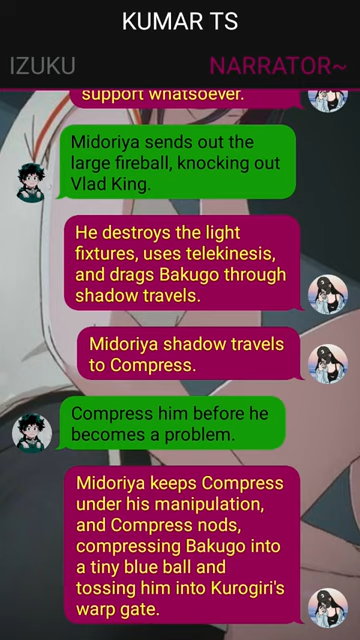 KUMAR TS
IZUKU
NARRATOR~
support whatsoever.
Midoriya sends out the
large fireball, knocking out
Vlad King.
He destroys the light
fixtures, uses telekinesis,
and drags Bakugo through
shadow travels.
Midoriya shadow travels
to Compress.
Compress him before he
becomes a problem.
Midoriya keeps Compress
under his manipulation,
and Compress nods,
compressing Bakugo into
a tiny blue ball and
tossing him into Kurogiri's
warp gate.